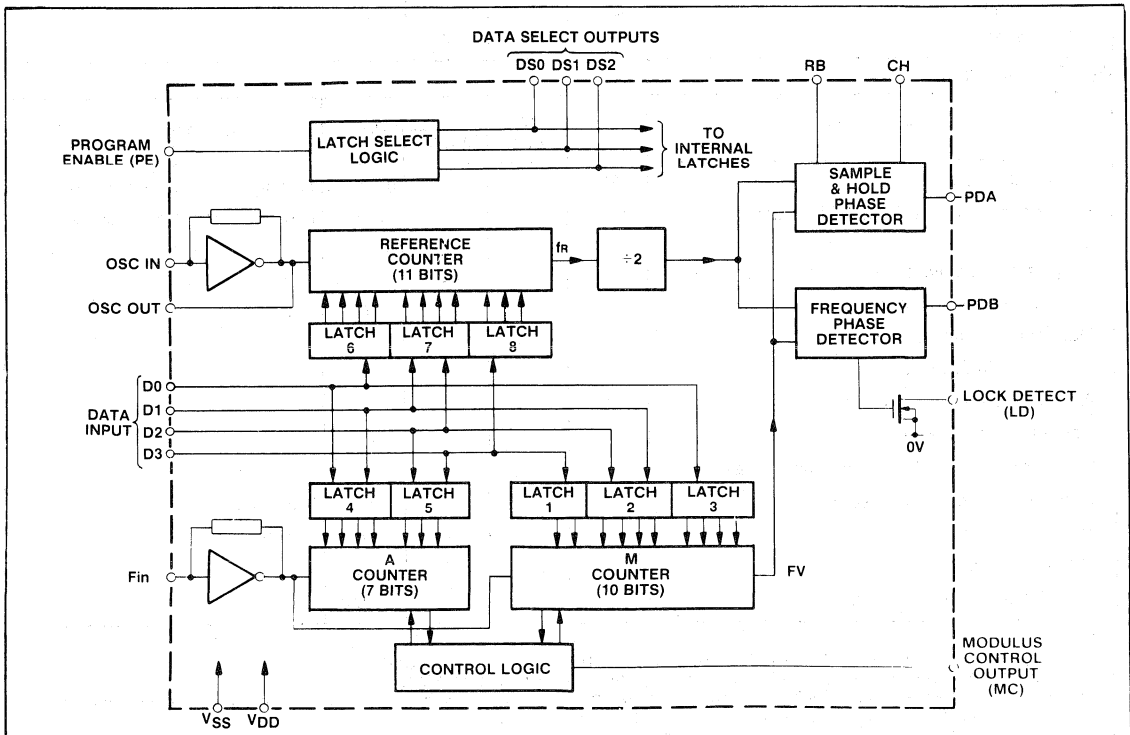 DATA SELECT OUTPUTS
DS0 DS1 DS2
RB
CH
PROGRAM
ENABLE (PE)
LATCH SELECT
LOGIC
TO
INTERNAL
LATCHES
SAMPLE
& HOLD
PHASE
DETECTOR
PDA
OSC IN
OSC OUT
REFERENCE
COUNTER
(11 BITS)
fR
÷2
LATCH
6
LATCH
7
LATCH
8
FREQUENCY
PHASE
DETECTOR
PDB
LOCK DETECT
(LD)
0V
DATA
INPUT
D0
D1
D2
D3
LATCH
4
LATCH
5
LATCH
1
LATCH
2
LATCH
3
Fin
A
COUNTER
(7 BITS)
M
COUNTER
(10 BITS)
FV
CONTROL LOGIC
MODULUS
CONTROL
OUTPUT
(MC)
VSS
VDD